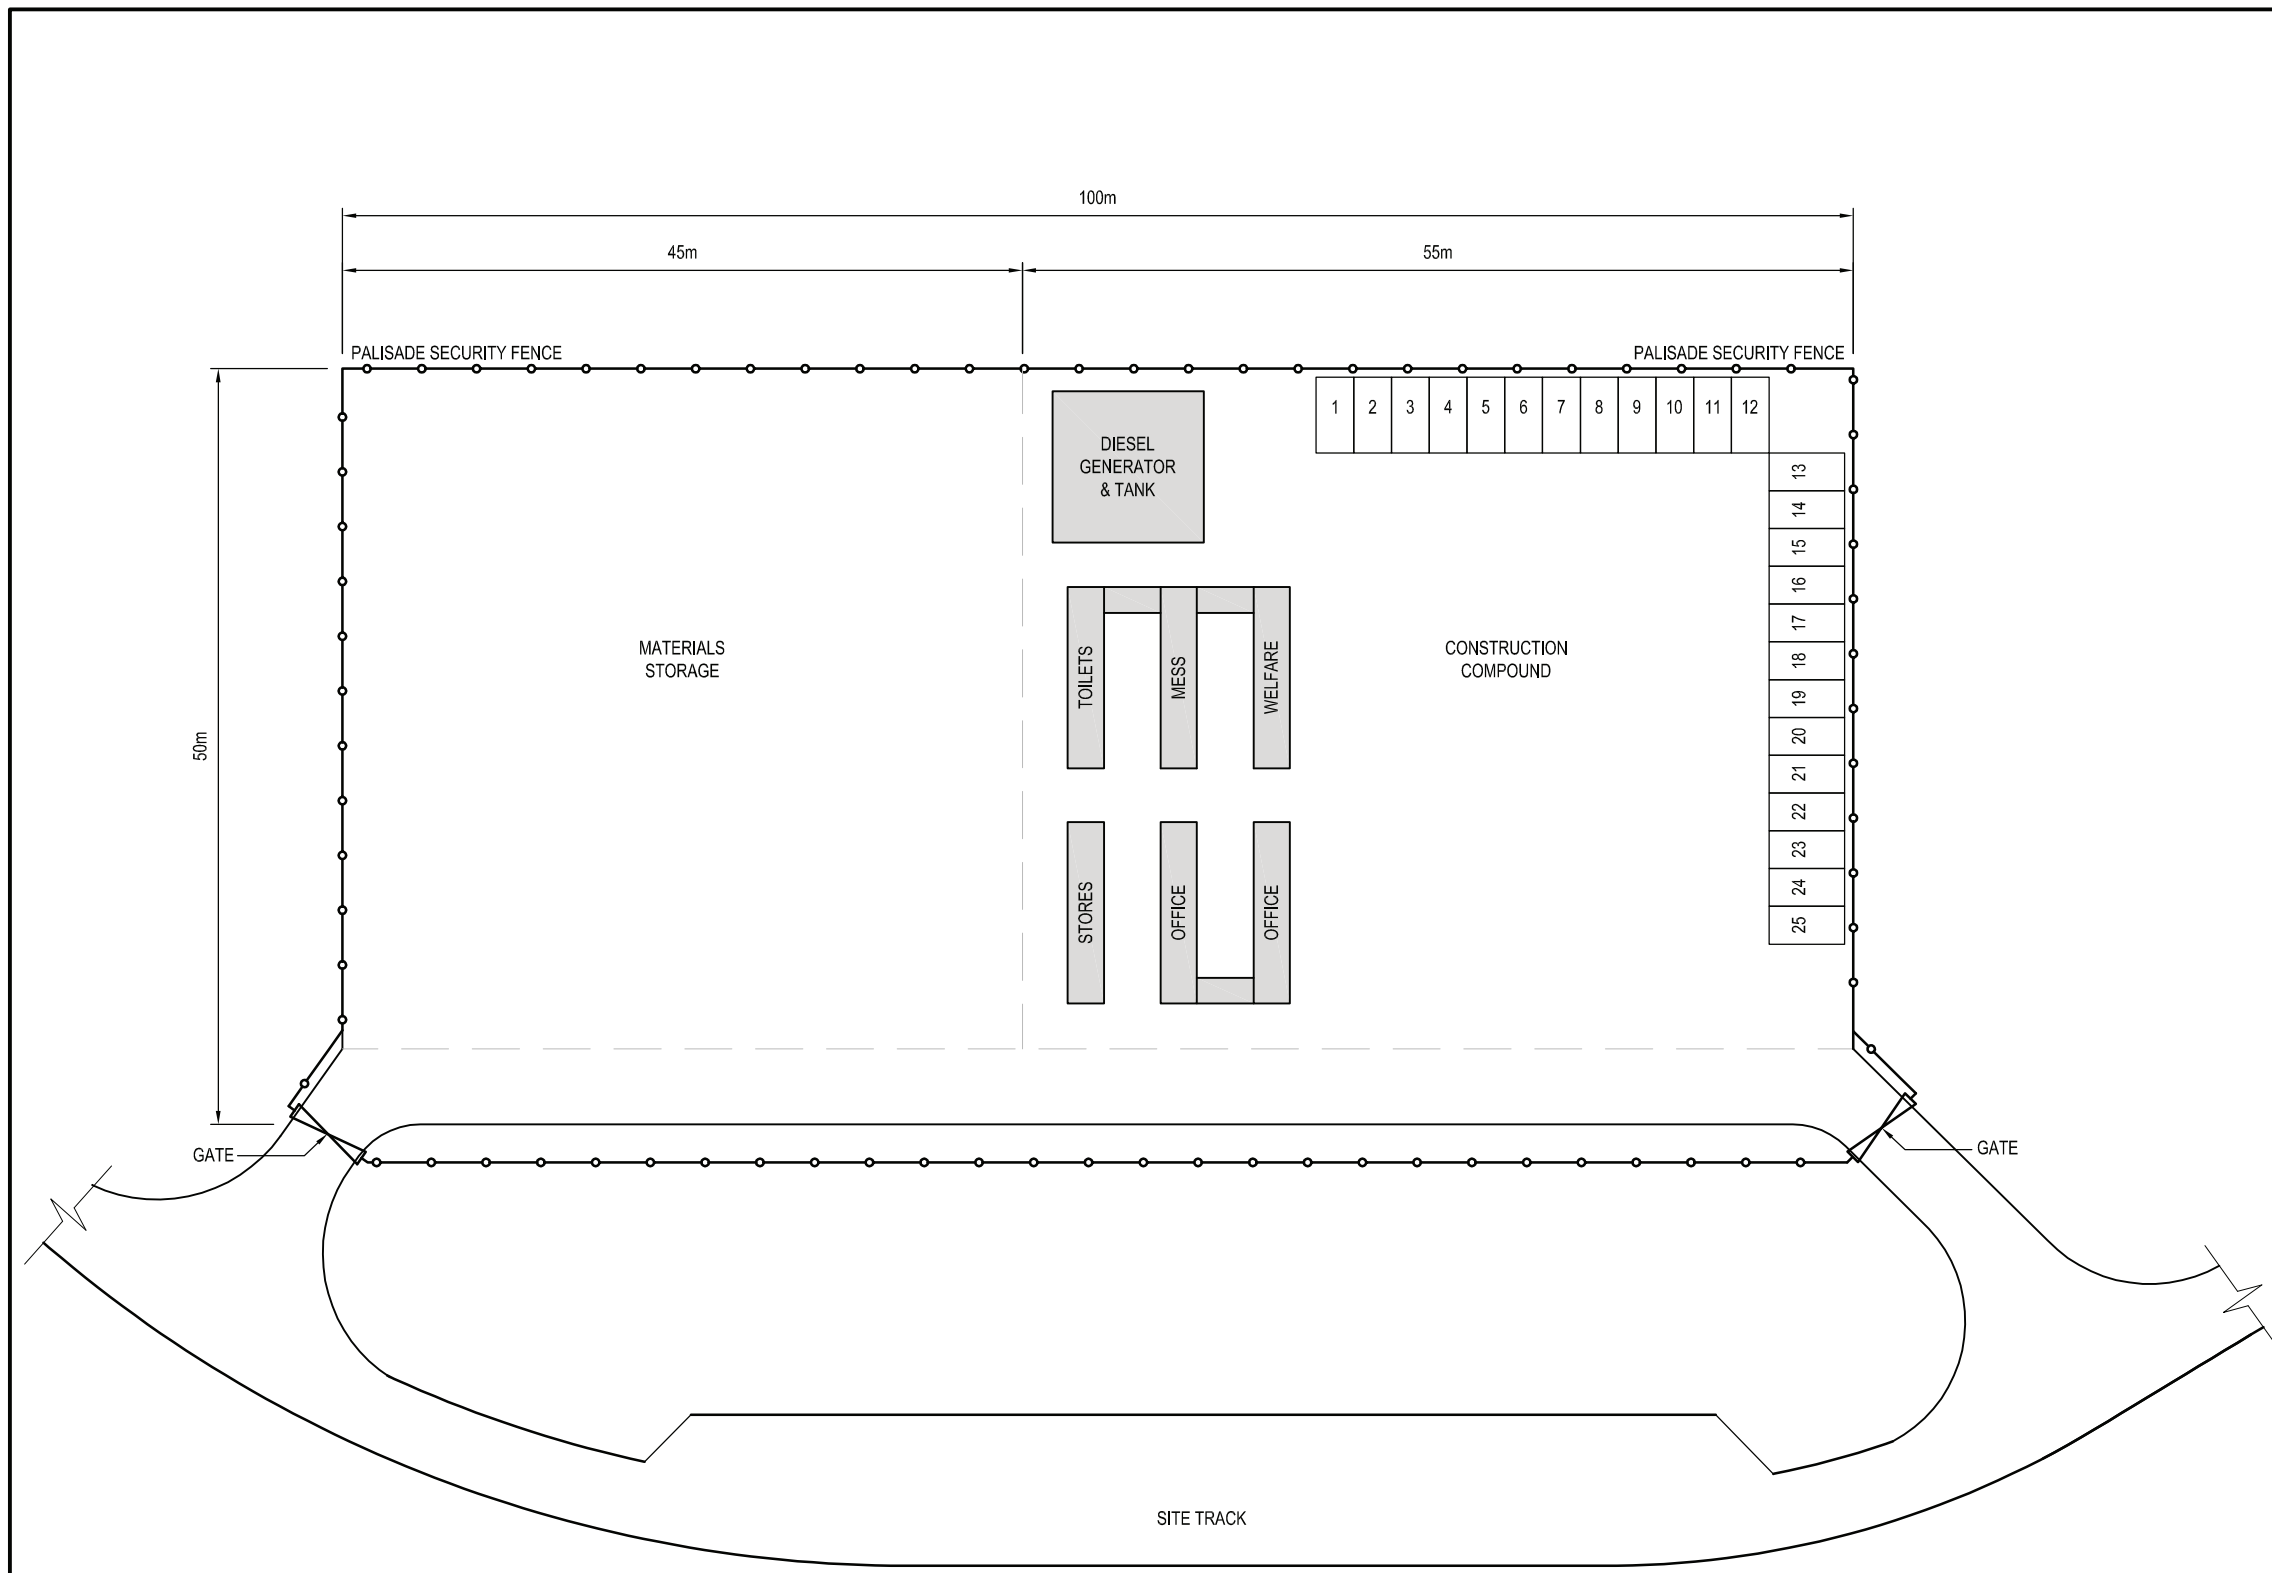 100m
45m
55m
PALISADE SECURITY FENCE
PALISADE SECURITY FENCE
1
2
3
4
5
6
7
8
9
10
11
12
DIESEL
GENERATOR
& TANK
13
14
15
16
17
18
19
20
21
22
23
24
25
MATERIALS
STORAGE
TOILETS
MESS
WELFARE
CONSTRUCTION
COMPOUND
50m
STORES
OFFICE
OFFICE
GATE
GATE
SITE TRACK